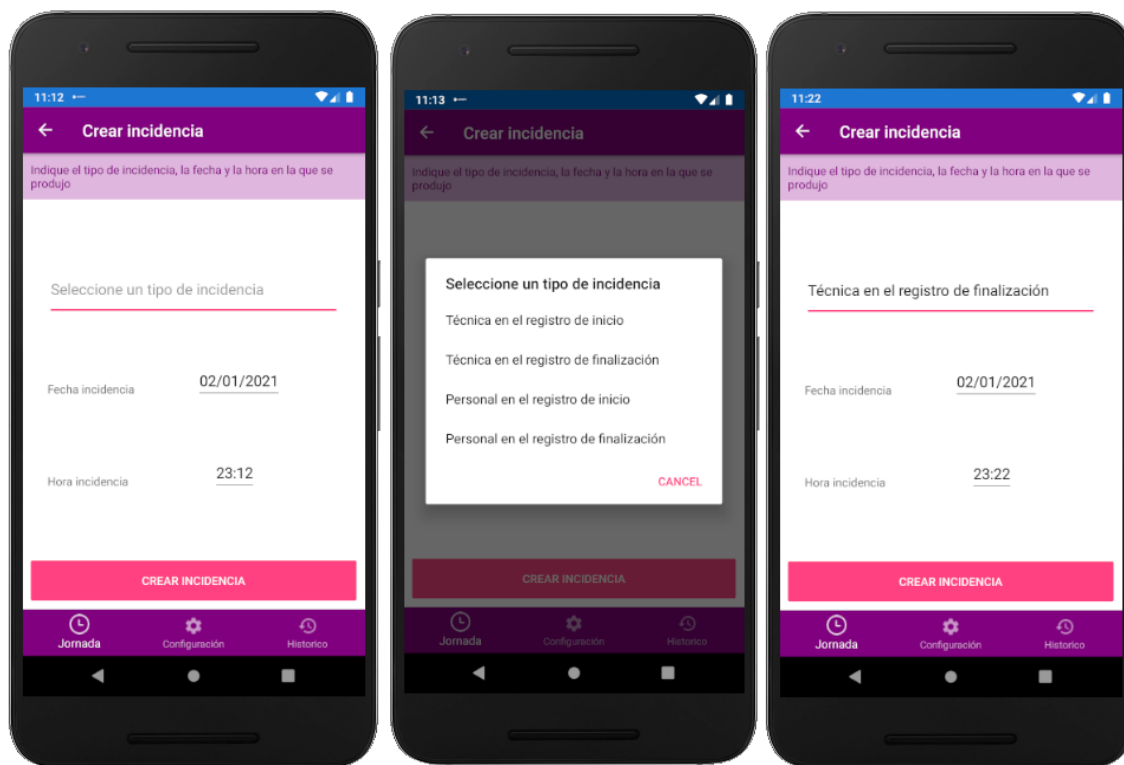 11:12
Crear incidencia
Indique el tipo de incidencia, la fecha y la hora en la que se
produjo
Seleccione un tipo de incidencia
Fecha incidencia
02/01/2021
Hora incidencia
23:12
CREAR INCIDENCIA
Jornada
Configuración
Historico
11:13
Crear incidencia
Indique el tipo de incidencia, la fecha y la hora en la que se
produjo
Seleccione un tipo de incidencia
Técnica en el registro de inicio
Técnica en el registro de finalización
Personal en el registro de inicio
Personal en el registro de finalización
CANCEL
CREAR INCIDENCIA
Jornada
Configuración
Historico
11:22
Crear incidencia
Indique el tipo de incidencia, la fecha y la hora en la que se
produjo
Técnica en el registro de finalización
Fecha incidencia
02/01/2021
Hora incidencia
23:22
CREAR INCIDENCIA
Jornada
Configuración
Historico